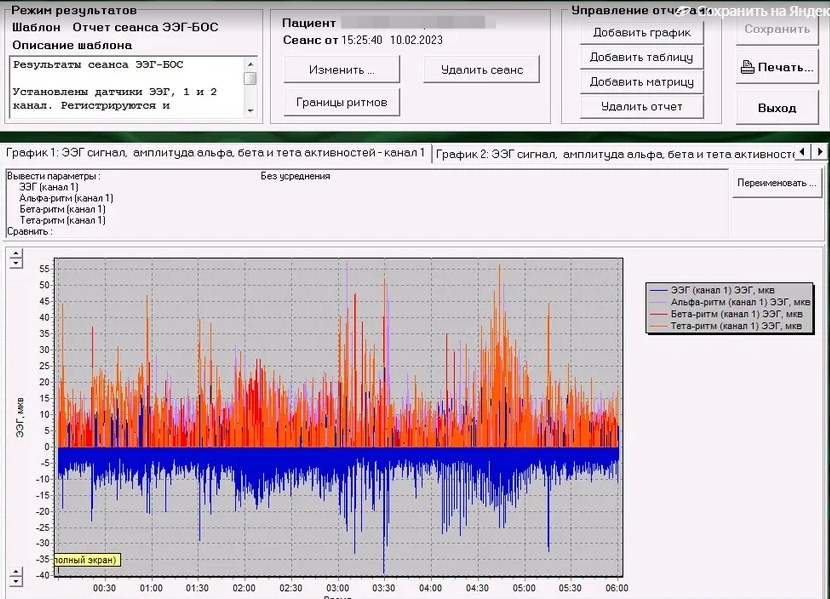 Режим результатов
Шаблон Отчет сеанса ЭЭГ-БОС
Описание шаблона
Результаты сеанса ЭЭГ-БОС
Установлены датчики ЭЭГ, 1 и 2
канал. Регистрируются и
Пациент
Сеанс от 15:25:40 10.02.2023
Изменить ...
Удалить сеанс
Границы ритмов
Управление отчетами
Добавить график
Добавить таблицу
Добавить матрицу
Удалить отчет
Сохранить на Яндек
Сохранить
Печать...
Выход
График 1: ЭЭГ сигнал, амплитуда альфа, бета и тета активностей - канал 1
График 2: ЭЭГ сигнал, амплитуда альфа, бета и тета активносте
Вывести параметры :
Без усреднения
ЭЭГ (канал 1)
Альфа-ритм (канал 1)
Бета-ритм (канал 1)
Тета-ритм (канал 1)
Сравнить :
Переименовать ...
55
50
45
40
35
30
25
20
15
10
5
0
-5
-10
-15
-20
-25
-30
-35
-40
ЭЭГ, мкв
полный экран)
00:30 01:00 01:30 02:00 02:30 03:00 03:30 04:00 04:30 05:00 05:30 06:00
Время
ЭЭГ (канал 1) ЭЭГ, мкв
Альфа-ритм (канал 1) ЭЭГ, мкв
Бета-ритм (канал 1) ЭЭГ, мкв
Тета-ритм (канал 1) ЭЭГ, мкв